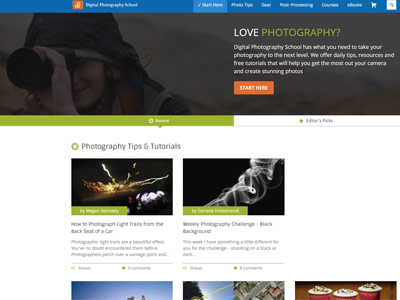 Digital Photography School
✓ Start Here Photo Tips Gear Post-Processing Courses eBooks
LOVE PHOTOGRAPHY?
Digital Photography School has what you need to take your
photography to the next level. We offer daily tips, resources and
free tutorials that will help you get the most out your camera
and create stunning photos
START HERE
Recent
Editor's Picks
Photography Tips & Tutorials
by Megan Kennedy
by Darlene Hildebrandt
How to Photograph Light Trails from the
Back Seat of a Car
Photographic light trails are a beautiful effect.
You've no doubt encountered them before.
Photographers perch over a vantage point and...
Shares
0 Comments
Weekly Photography Challenge -
Black Background
This week I have something a little different for
you for the challenge - shooting on a black or
dark...
Shares
0 Comments